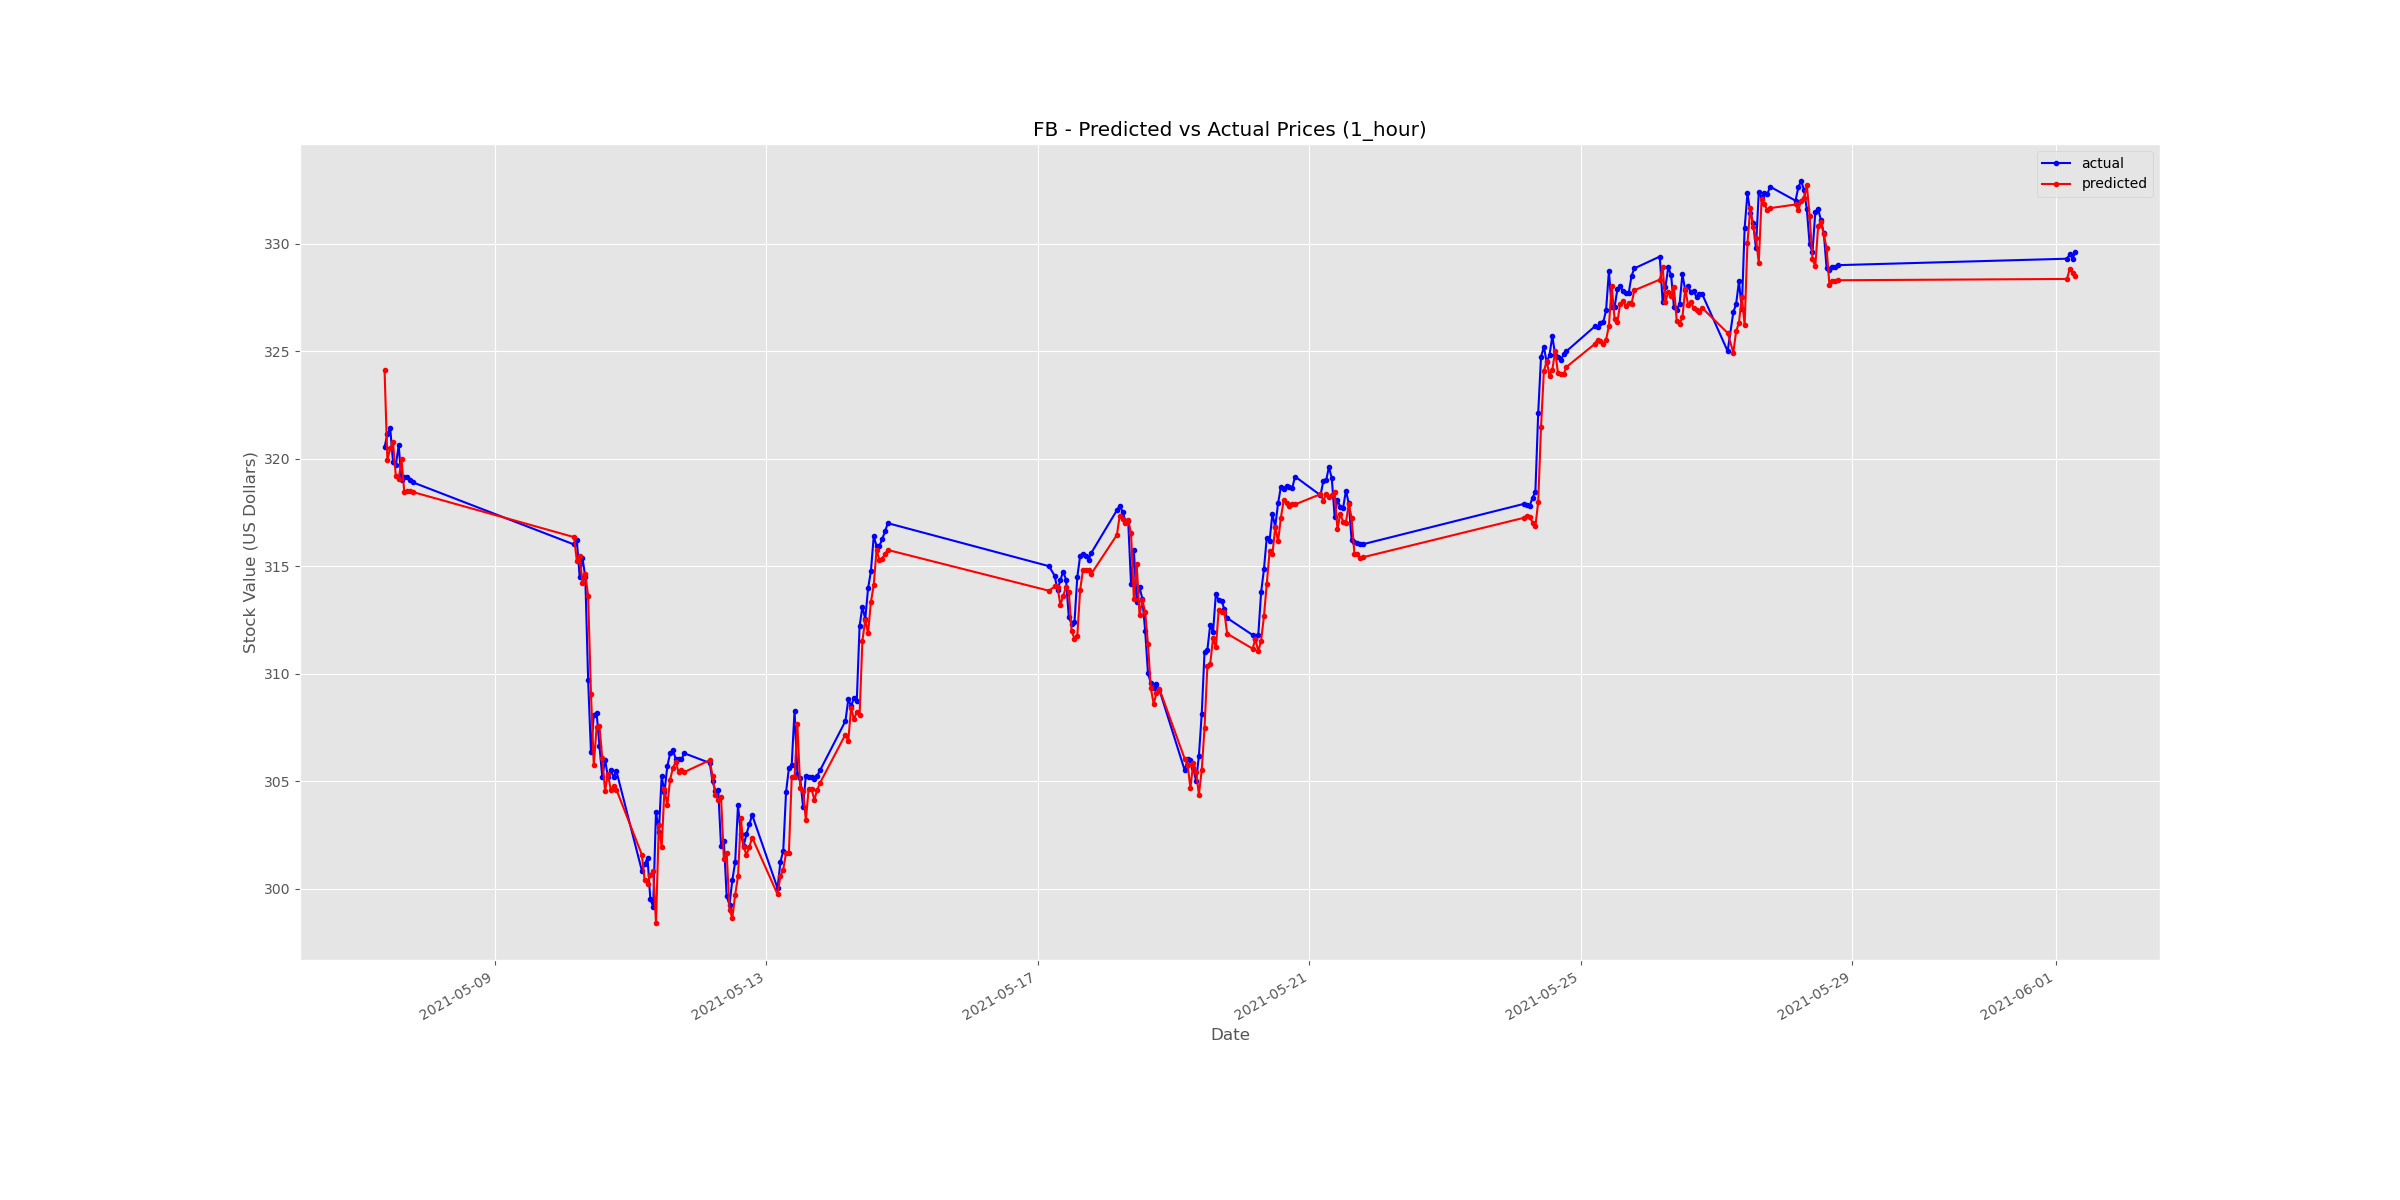 FB - Predicted vs Actual Prices (1_hour)
actual
predicted
Stock Value (US Dollars)
330
325
320
315
310
305
300
2021-05-09
2021-05-13
2021-05-17
2021-05-21
2021-05-25
2021-05-29
2021-06-01
Date